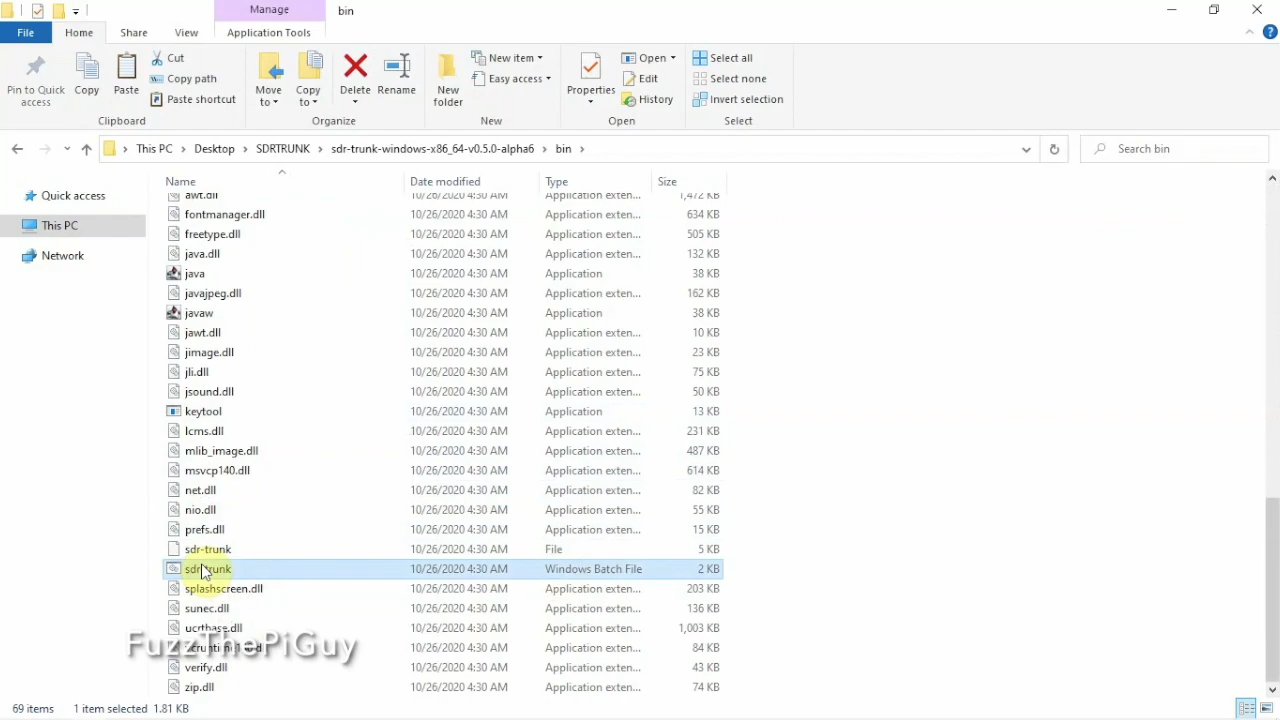 Manage
bin
File
Home
Share
View
Application Tools
Pin to Quick access
Copy
Paste
Cut
Copy path
Paste shortcut
Clipboard
Move to
Copy to
Delete
Rename
Organize
New folder
New item
Easy access
New
Properties
Open
Edit
History
Open
Select all
Select none
Invert selection
Select
This PC > Desktop > SDRTRUNK > sdr-trunk-windows-x86_64-v0.5.0-alpha6 > bin >
Search bin
Quick access
This PC
Network
Name Date modified Type Size
awt.dll 10/26/2020 4:30 AM Application exten... 1,472 KB
fontmanager.dll 10/26/2020 4:30 AM Application exten... 634 KB
freetype.dll 10/26/2020 4:30 AM Application exten... 505 KB
java.dll 10/26/2020 4:30 AM Application exten... 132 KB
java 10/26/2020 4:30 AM Application 38 KB
javajpeg.dll 10/26/2020 4:30 AM Application exten... 162 KB
javaw 10/26/2020 4:30 AM Application 38 KB
jawt.dll 10/26/2020 4:30 AM Application exten... 10 KB
jimage.dll 10/26/2020 4:30 AM Application exten... 23 KB
jli.dll 10/26/2020 4:30 AM Application exten... 75 KB
jsound.dll 10/26/2020 4:30 AM Application exten... 50 KB
keytool 10/26/2020 4:30 AM Application 13 KB
lcms.dll 10/26/2020 4:30 AM Application exten... 231 KB
mlib_image.dll 10/26/2020 4:30 AM Application exten... 487 KB
msvcp140.dll 10/26/2020 4:30 AM Application exten... 614 KB
net.dll 10/26/2020 4:30 AM Application exten... 82 KB
nio.dll 10/26/2020 4:30 AM Application exten... 55 KB
prefs.dll 10/26/2020 4:30 AM Application exten... 15 KB
sdr-trunk 10/26/2020 4:30 AM File 5 KB
sdr-trunk 10/26/2020 4:30 AM Windows Batch File 2 KB
splashscreen.dll 10/26/2020 4:30 AM Application exten... 203 KB
sunec.dll 10/26/2020 4:30 AM Application exten... 136 KB
ucrtbase.dll 10/26/2020 4:30 AM Application exten... 1,003 KB
10/26/2020 4:30 AM Application exten... 84 KB
FuzzThePiGuy
verify.dll 10/26/2020 4:30 AM Application exten... 43 KB
zip.dll 10/26/2020 4:30 AM Application exten... 74 KB
69 items 1 item selected 1.81 KB